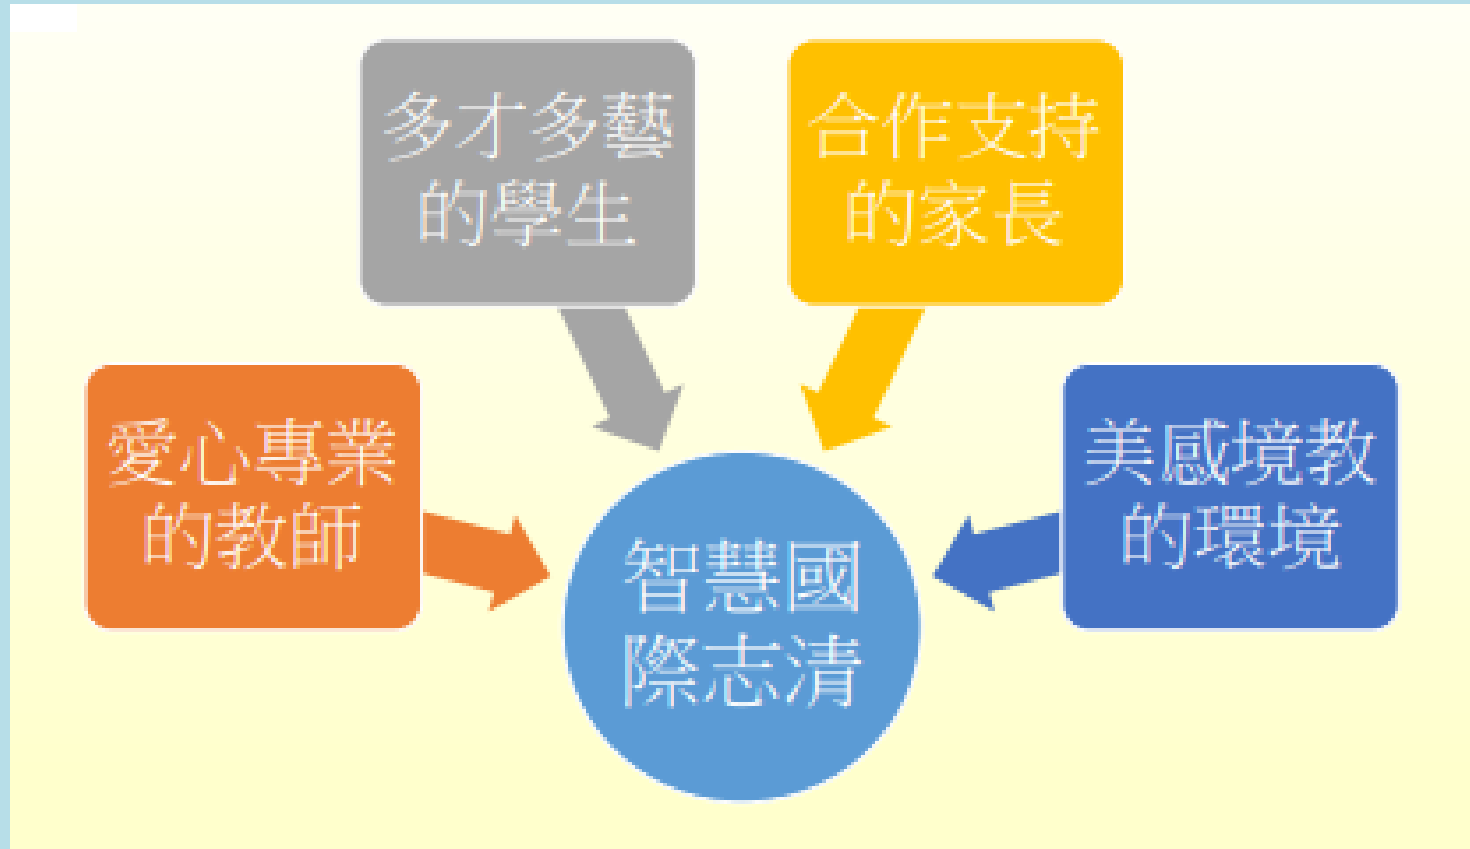 多才多藝
的學生
合作支持
的家長
愛心專業
的教師
美感境教
的環境
智慧國
際志清